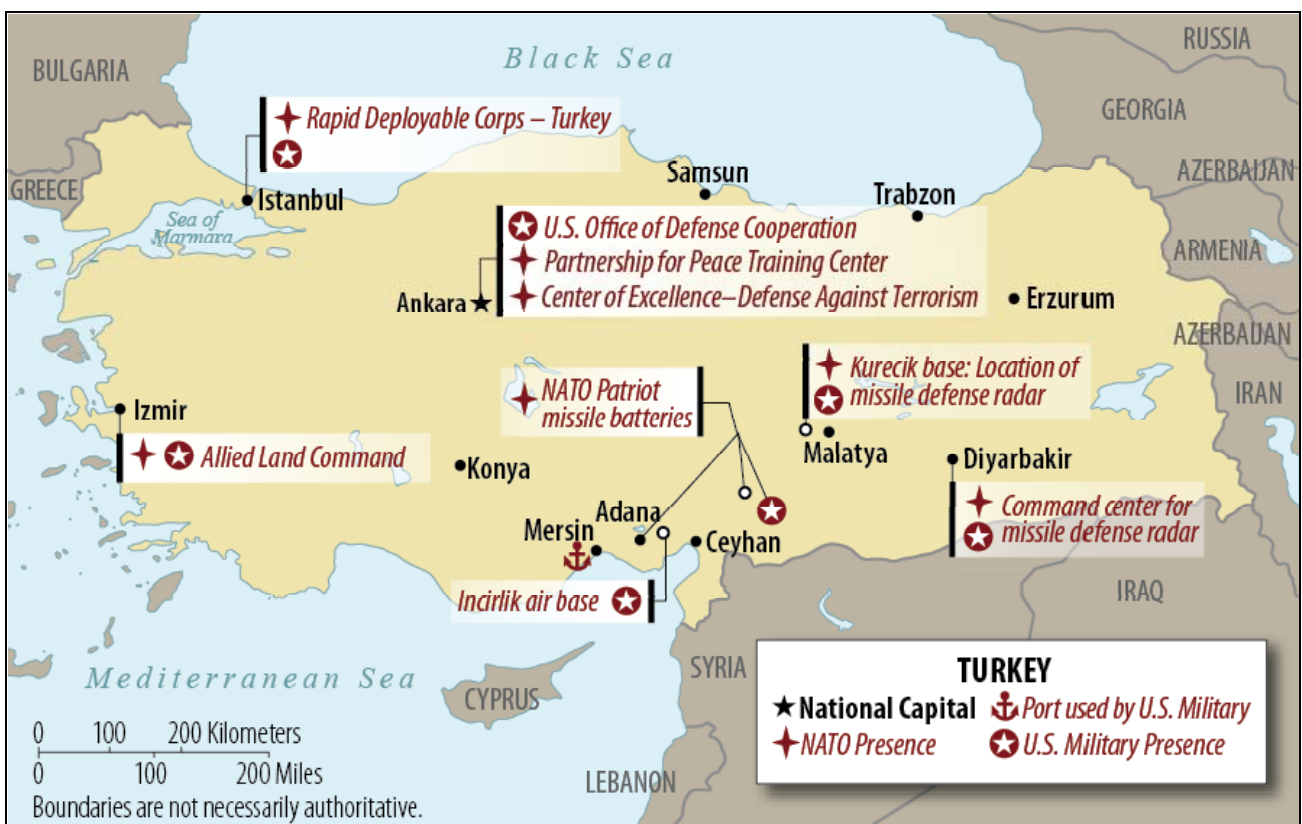 BULGARIA
Black Sea
RUSSIA
GEORGIA
Rapid Deployable Corps – Turkey
GREECE
Istanbul
Sea of
Marmara
Samsun
Trabzon
AZERBAIJAN
ARMENIA
U.S. Office of Defense Cooperation
Partnership for Peace Training Center
Center of Excellence–Defense Against Terrorism
Ankara
Erzurum
AZERBAIJAN
IRAN
NATO Patriot
missile batteries
Kurecik base: Location of
missile defense radar
Izmir
Allied Land Command
Konya
Malatya
Diyarbakir
Command center for
missile defense radar
Adana
Mersin
Ceyhan
Incirlik air base
IRAQ
SYRIA
Mediterranean Sea
CYPRUS
LEBANON
TURKEY
National Capital
Port used by U.S. Military
NATO Presence
U.S. Military Presence
0 100 200 Kilometers
0 100 200 Miles
Boundaries are not necessarily authoritative.